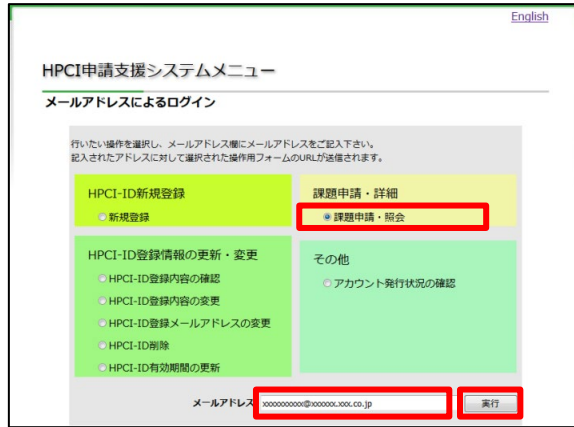 English
HPCI申請支援システムメニュー
メールアドレスによるログイン
行いたい操作を選択し、メールアドレス欄にメールアドレスをご記入下さい。
記入されたアドレスに対して選択された操作用フォームのURLが送信されます。
HPCI-ID新規登録
新規登録
課題申請・詳細
課題申請・照会
HPCI-ID登録情報の更新・変更
HPCI-ID登録内容の確認
HPCI-ID登録内容の変更
HPCI-ID登録メールアドレスの変更
HPCI-ID削除
HPCI-ID有効期間の更新
その他
アカウント発行状況の確認
メールアドレス xxxxxxxxxx@xxxxxx.xxx.co.jp 実行